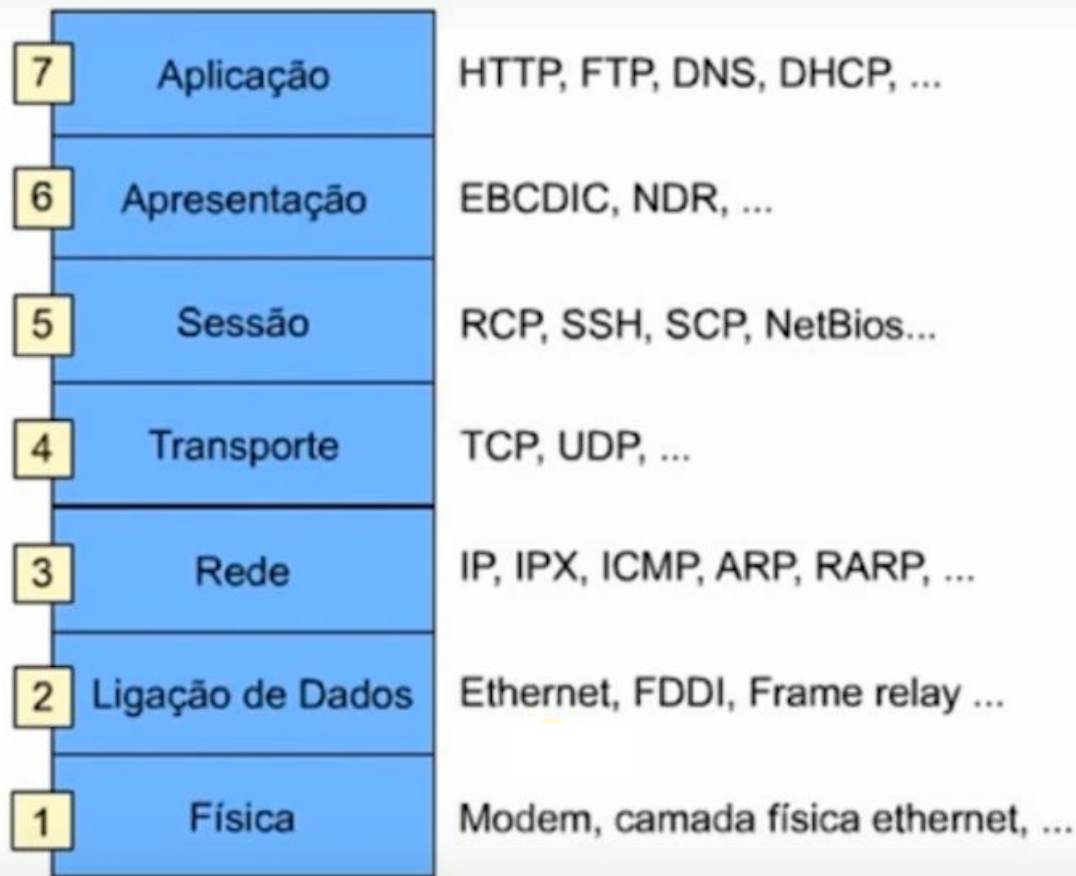 7 Aplicação HTTP, FTP, DNS, DHCP, ...
6 Apresentação EBCDIC, NDR, ...
5 Sessão RCP, SSH, SCP, NetBios...
4 Transporte TCP, UDP, ...
3 Rede IP, IPX, ICMP, ARP, RARP, ...
2 Ligação de Dados Ethernet, FDDI, Frame relay ...
1 Física Modem, camada física ethernet, ...